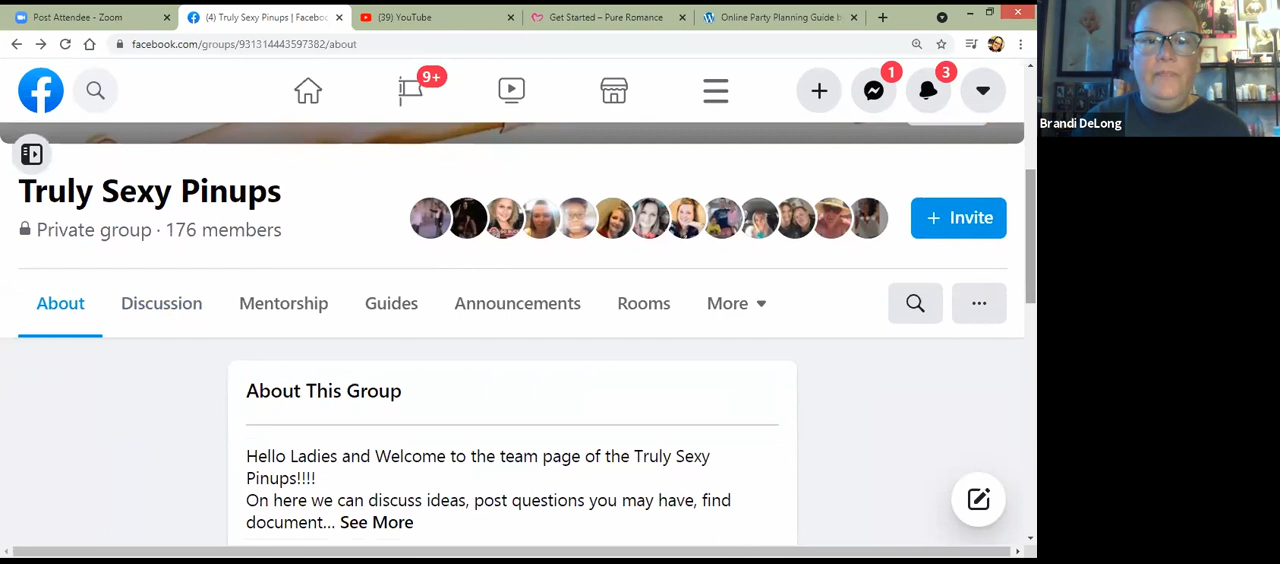 Post Attendee - Zoom
(4) Truly Sexy Pinups | Faceboo
(39) YouTube
Get Started – Pure Romance
Online Party Planning Guide b
facebook.com/groups/931314443597382/about
9+
1
3
Brandi DeLong
Truly Sexy Pinups
Private group · 176 members
+ Invite
About
Discussion
Mentorship
Guides
Announcements
Rooms
More
About This Group
Hello Ladies and Welcome to the team page of the Truly Sexy
Pinups!!!!
On here we can discuss ideas, post questions you may have, find
document... See More